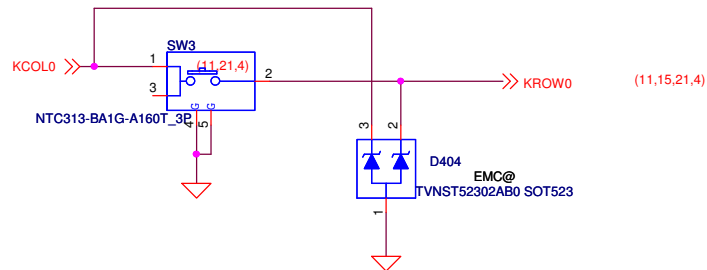 SW3
KCOL0
1
(11,21,4)
2
3
KROW0
(11,15,21,4)
G
G
NTC313-BA1G-A160T_3P
4
5
3
2
D404
EMC@
TVNST52302AB0 SOT523
1